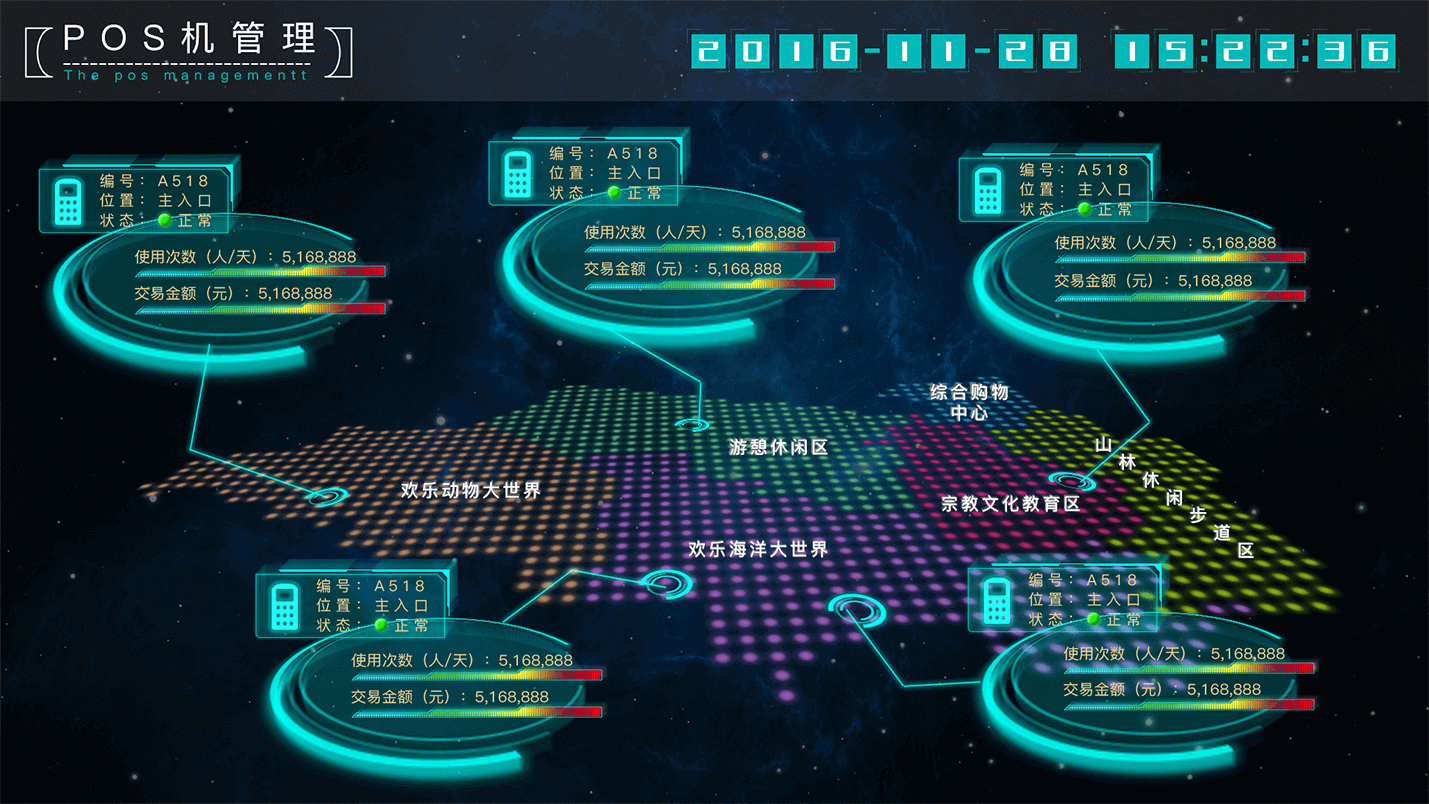 POS机管理
The pos managementt
2016-11-28 15:22:36
编号：A518
位置：主入口
状态：正常
使用次数（人/天）：5,168,888
交易金额（元）：5,168,888
编号：A518
位置：主入口
状态：正常
使用次数（人/天）：5,168,888
交易金额（元）：5,168,888
编号：A518
位置：主入口
状态：正常
使用次数（人/天）：5,168,888
交易金额（元）：5,168,888
综合购物
中心
游憩休闲区
山林休闲步道区
欢乐动物大世界
宗教文化教育区
欢乐海洋大世界
编号：A518
位置：主入口
状态：正常
使用次数（人/天）：5,168,888
交易金额（元）：5,168,888
编号：A518
位置：主入口
状态：正常
使用次数（人/天）：5,168,888
交易金额（元）：5,168,888